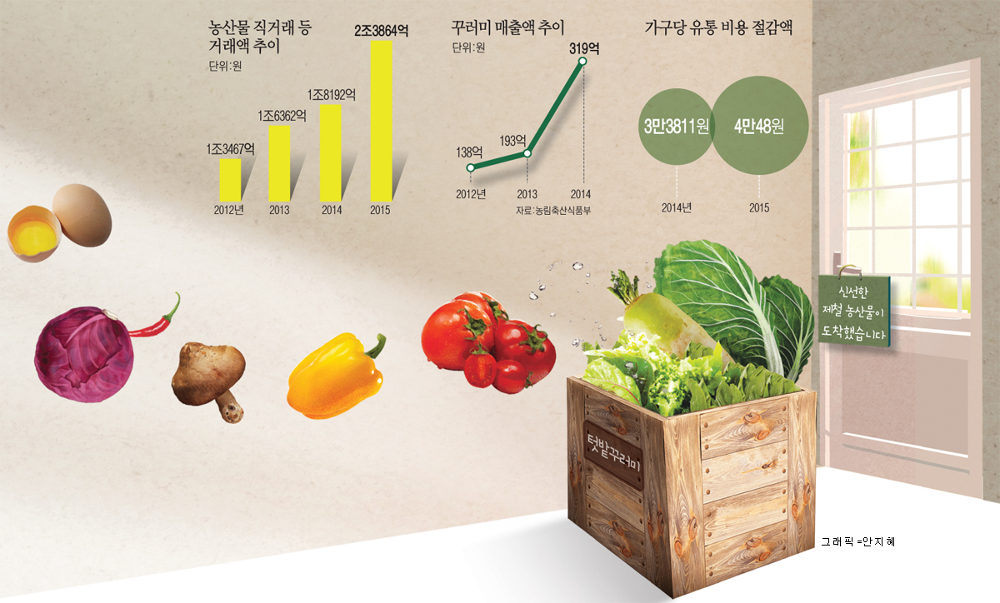 농산물 직거래 등
거래액 추이
단위:원
1조3467억
1조6362억
1조8192억
2조3864억
2012년
2013
2014
2015
꾸러미 매출액 추이
단위:원
138억
193억
319억
2012년
2013
2014
자료:농림축산식품부
가구당 유통 비용 절감액
3만3811원
4만48원
2014년
2015
신선한
제철 농산물이
도착했습니다
텃밭꾸러미
그래픽=안지혜